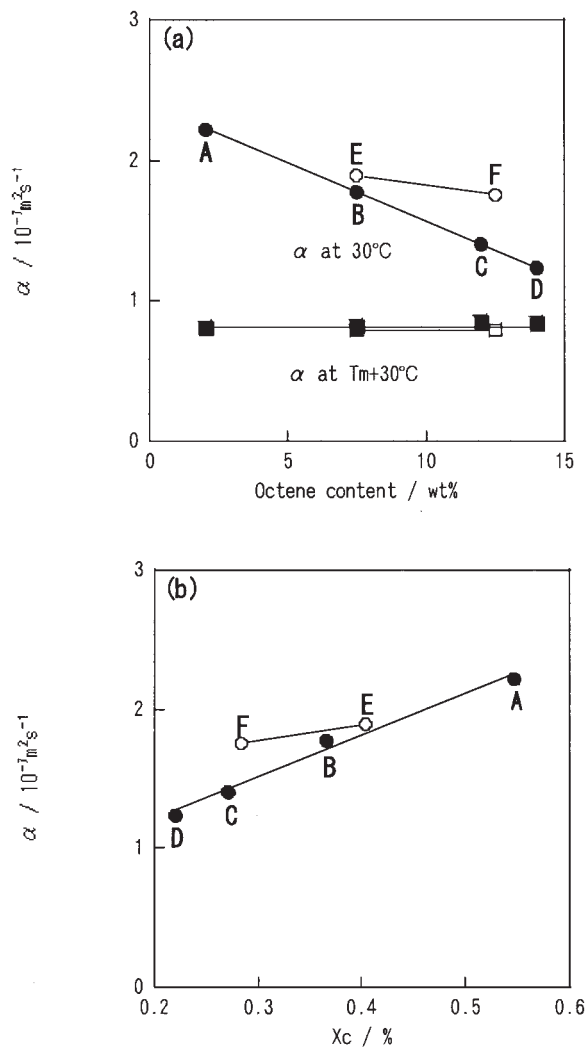 (a)
3
2
1
0
α / 10⁻⁷m²s⁻¹
A
E
B
F
C
D
α at 30°C
α at Tm+30°C
0 5 10 15
Octene content / wt%
(b)
3
2
1
0
α / 10⁻⁷m²s⁻¹
F
E
A
B
C
D
0.2 0.3 0.4 0.5 0.6
Xc / %